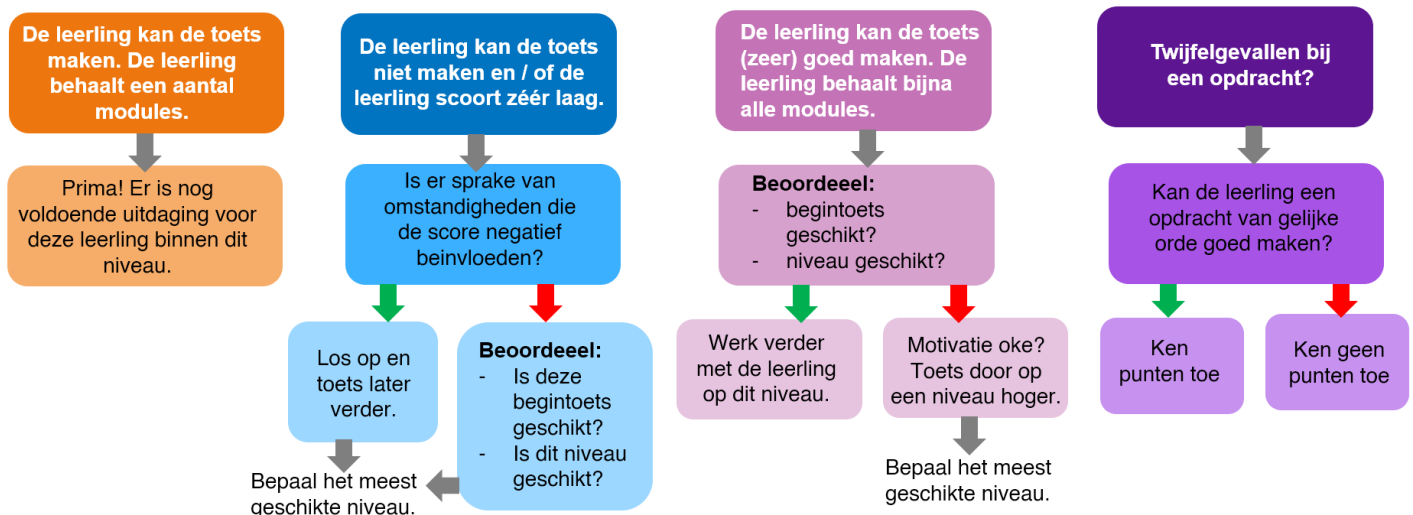 De leerling kan de toets
maken. De leerling
behaalt een aantal
modules.
Prima! Er is nog
voldoende uitdaging voor
deze leerling binnen dit
niveau.
De leerling kan de toets
niet maken en / of de
leerling scoort zéér laag.
Is er sprake van
omstandigheden die
de score negatief
beinvloeden?
Los op en
toets later
verder.
Beoordeeel:
- Is deze
begintoets
geschikt?
- Is dit niveau
geschikt?
Bepaal het meest
geschikte niveau.
De leerling kan de toets
(zeer) goed maken. De
leerling behaalt bijna
alle modules.
Beoordeeel:
- begintoets
geschikt?
- niveau geschikt?
Werk verder
met de leerling
op dit niveau.
Motivatie oke?
Toets door op
een niveau hoger.
Bepaal het meest
geschikte niveau.
Twijfelgevallen bij
een opdracht?
Kan de leerling een
opdracht van gelijke
orde goed maken?
Ken
punten toe
Ken geen
punten toe